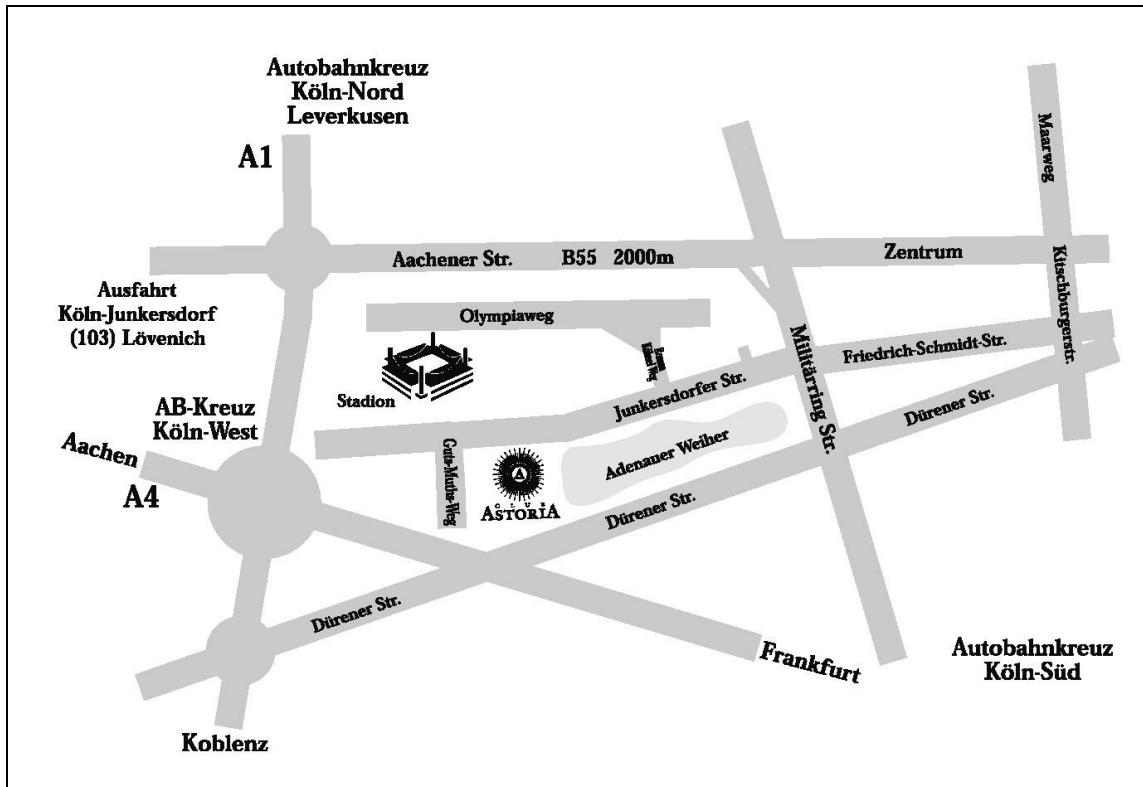 Autobahnkreuz
Köln-Nord
Leverkusen
A1
Maarweg
Aachener Str. B55 2000m
Zentrum
Kitschburgerstr.
Ausfahrt
Köln-Junkersdorf
(103) Lövenich
Olympiaweg
Militärring Str.
Friedrich-Schmidt-Str.
Stadion
Junkersdorfer Str.
AB-Kreuz
Köln-West
Aachen
A4
Guts-Muths-Weg
CLUB
ASTORIA
Adenauer Weiher
Dürener Str.
Dürener Str.
Dürener Str.
Frankfurt
Autobahnkreuz
Köln-Süd
Koblenz